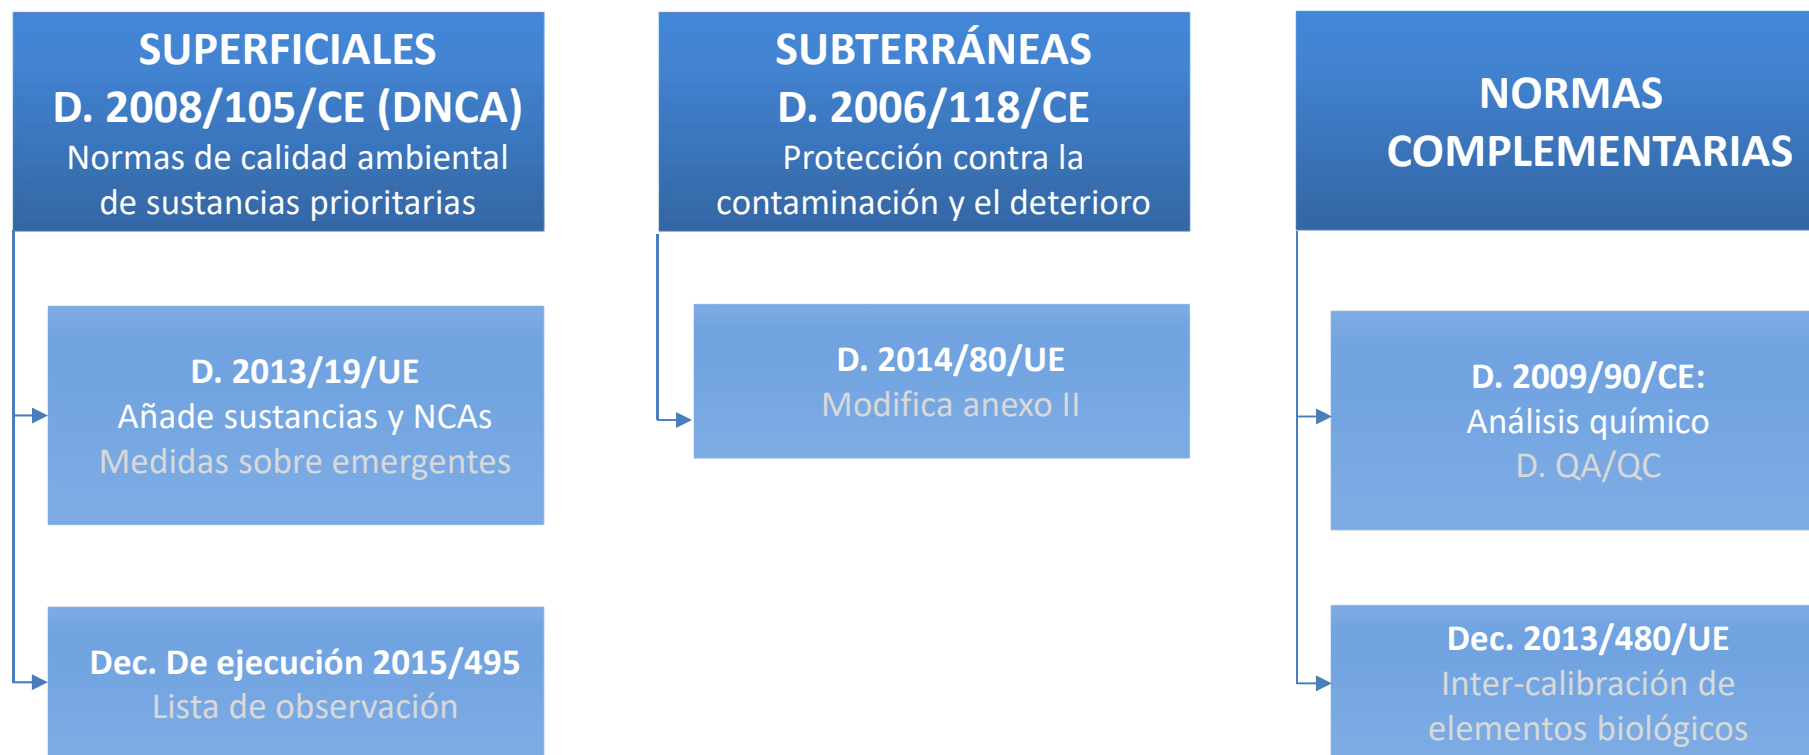 SUPERFICIALES
D. 2008/105/CE (DNCA)
Normas de calidad ambiental
de sustancias prioritarias
D. 2013/19/UE
Añade sustancias y NCAs
Medidas sobre emergentes
Dec. De ejecución 2015/495
Lista de observación
SUBTERRÁNEAS
D. 2006/118/CE
Protección contra la
contaminación y el deterioro
D. 2014/80/UE
Modifica anexo II
NORMAS
COMPLEMENTARIAS
D. 2009/90/CE:
Análisis químico
D. QA/QC
Dec. 2013/480/UE
Inter-calibración de
elementos biológicos